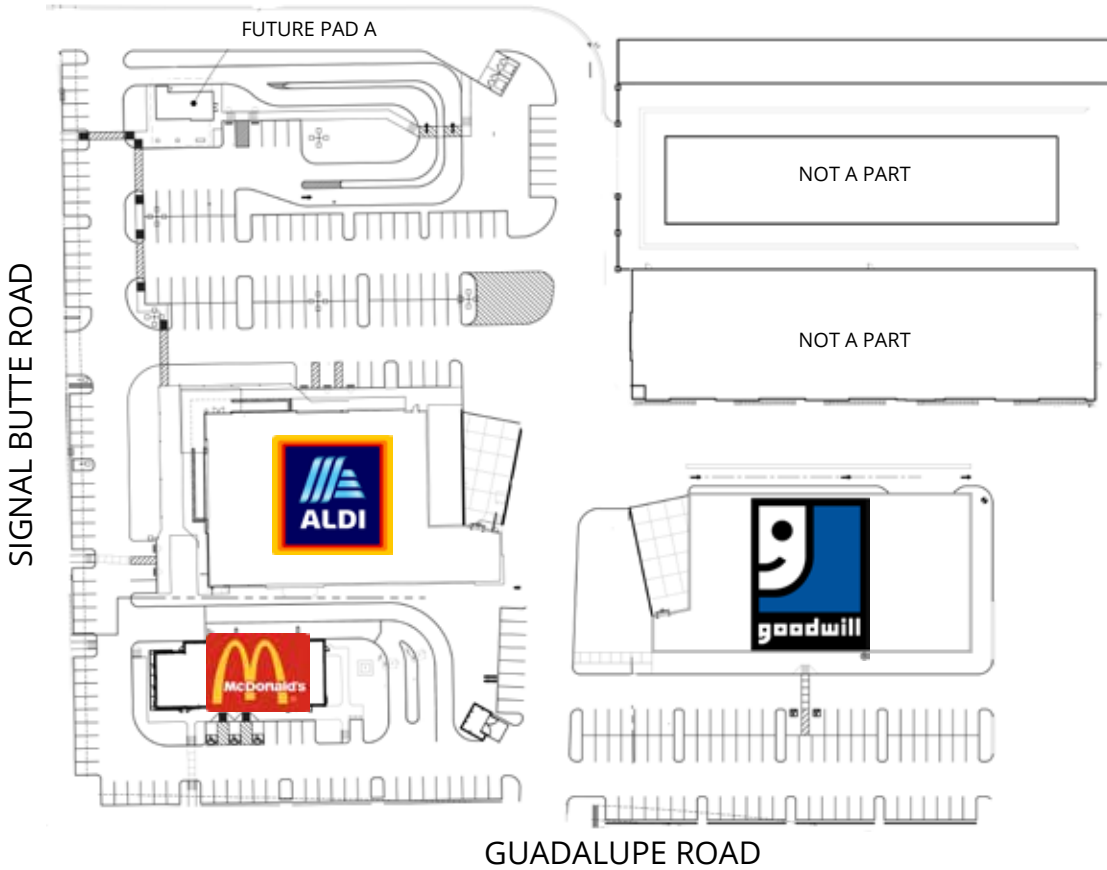 FUTURE PAD A
NOT A PART
NOT A PART
SIGNAL BUTTE ROAD
ALDI
goodwill
McDonald's
GUADALUPE ROAD